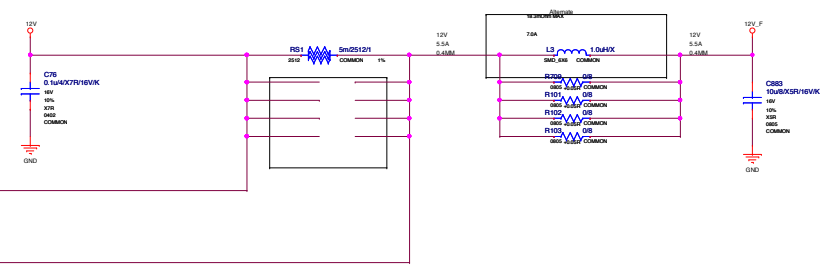 Alternate
12V
12V
5.5A
0.4MM
7.0A
12V
5.5A
0.4MM
12V_F
RS1 5m/2512/1
2512 COMMON 1%
L3 1.0uH/X
SMD_6X6 COMMON
C76
0.1u/4/X7R/16V/K
16V
10%
X7R
0402
COMMON
GND
0/8
0805 COMMON
R101 0/8
0805 COMMON
R102 0/8
0805 COMMON
R103 0/8
0805 COMMON
C883
10u/8/X5R/16V/K
16V
10%
X5R
0805
COMMON
GND